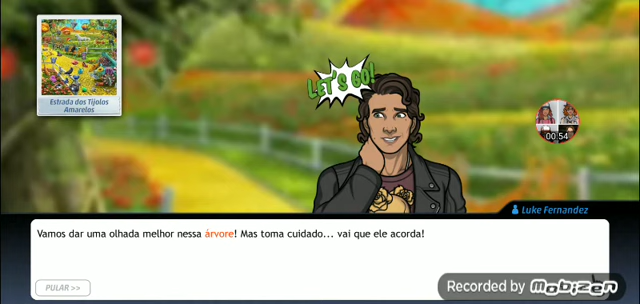 LET'S GO!
Estrada dos Tijolos
Amarelos
00:54
Luke Fernandez
Vamos dar uma olhada melhor nessa árvore! Mas toma cuidado... vai que ele acorda!
PULAR >>
Recorded by Mobizen